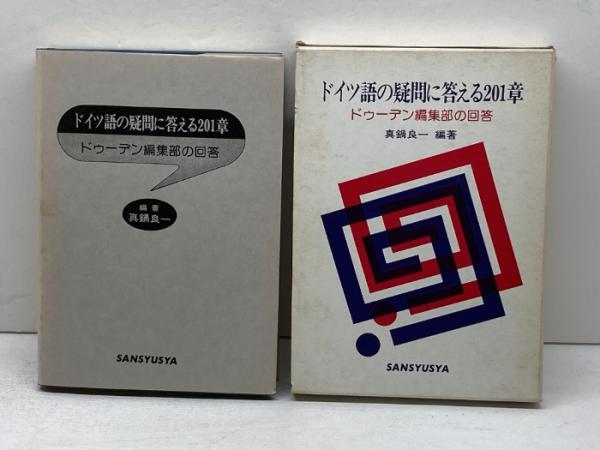 ドイツ語の疑問に答える201章
ドゥーデン編集部の回答
編著
真鍋良一
SANSYUSYA
ドイツ語の疑問に答える201章
ドゥーデン編集部の回答
真鍋良一 編著
SANSYUSYA